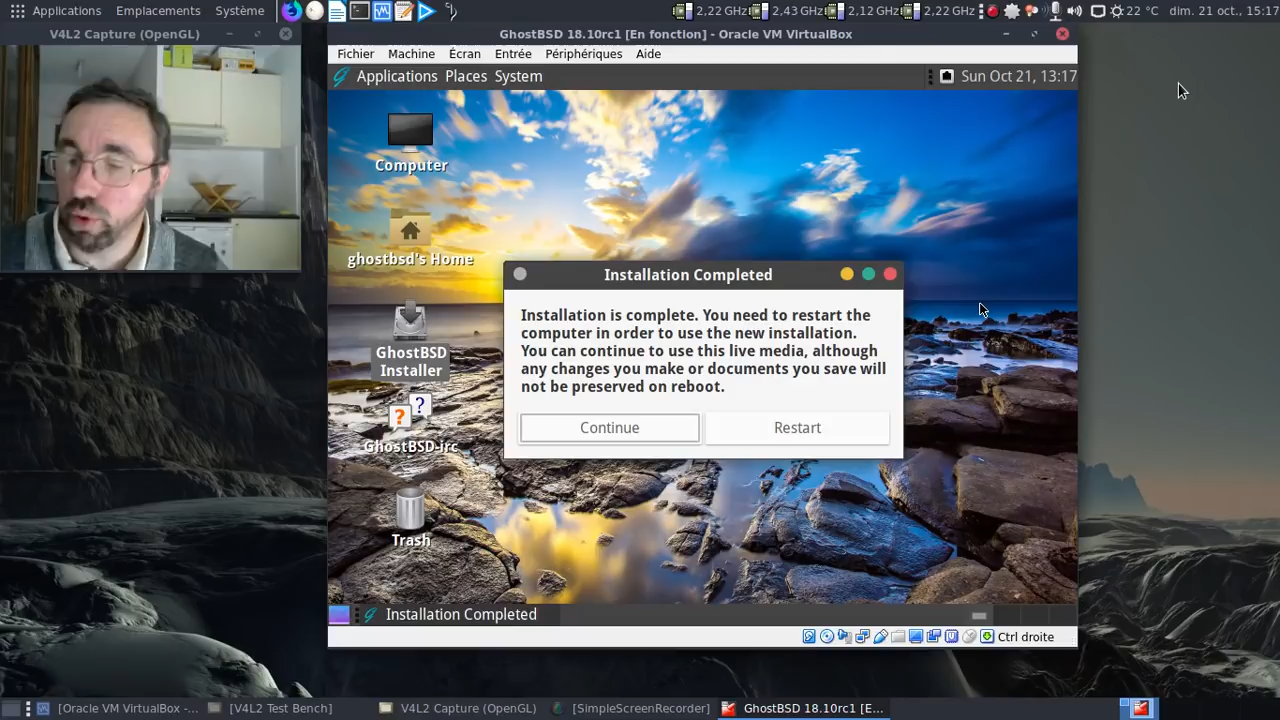 Applications Emplacements Système
2,22 GHz 2,43 GHz 2,12 GHz 2,22 GHz 22 °C dim. 21 oct., 15:17
V4L2 Capture (OpenGL)
GhostBSD 18.10rc1 [En fonction] - Oracle VM VirtualBox
Fichier Machine Écran Entrée Périphériques Aide
Applications Places System Sun Oct 21, 13:17
Computer
ghostbsd's Home
GhostBSD
Installer
GhostBSD-irc
Trash
Installation Completed
Installation is complete. You need to restart the
computer in order to use the new installation.
You can continue to use this live media, although
any changes you make or documents you save will
not be preserved on reboot.
Continue Restart
Installation Completed
Ctrl droite
[Oracle VM VirtualBox -... [V4L2 Test Bench] V4L2 Capture (OpenGL) [SimpleScreenRecorder] GhostBSD 18.10rc1 [E...